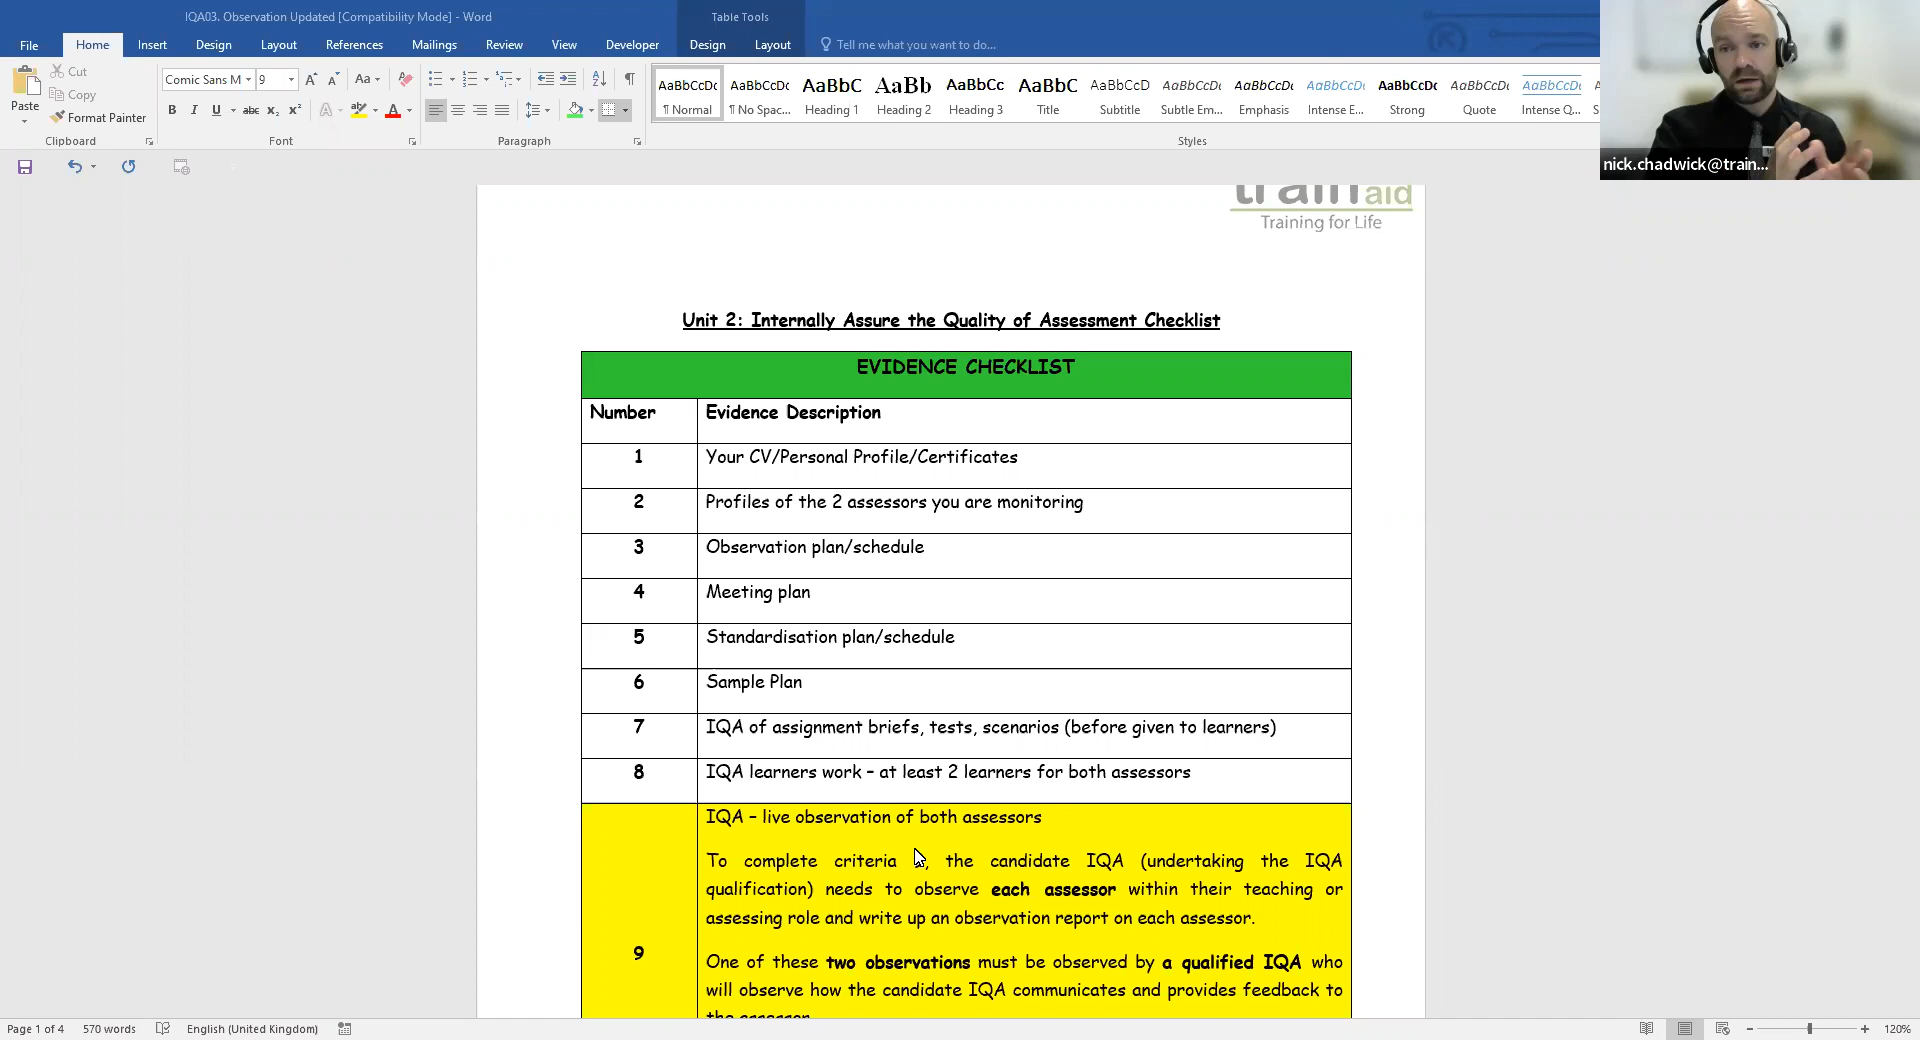 IQA03. Observation Updated [Compatibility Mode] - Word
Table Tools
File Home Insert Design Layout References Mailings Review View Developer Design Layout Tell me what you want to do...
Paste
Cut
Copy
Format Painter
Clipboard
Comic Sans M 9
Font
Paragraph
AaBbCcDc AaBbCcDc AaBbC AaBb AaBbCc AaBbC AaBbCcD AaBbCcDc AaBbCcDc AaBbCcDc AaBbCcDc AaBbCcDc AaBbCcDc
¶ Normal ¶ No Spac... Heading 1 Heading 2 Heading 3 Title Subtitle Subtle Em... Emphasis Intense E... Strong Quote Intense Q...
Styles
nick.chadwick@train...
trainaid
Training for Life
Unit 2: Internally Assure the Quality of Assessment Checklist
EVIDENCE CHECKLIST
Number Evidence Description
1 Your CV/Personal Profile/Certificates
2 Profiles of the 2 assessors you are monitoring
3 Observation plan/schedule
4 Meeting plan
5 Standardisation plan/schedule
6 Sample Plan
7 IQA of assignment briefs, tests, scenarios (before given to learners)
8 IQA learners work – at least 2 learners for both assessors
IQA – live observation of both assessors
To complete criteria , the candidate IQA (undertaking the IQA
qualification) needs to observe each assessor within their teaching or
assessing role and write up an observation report on each assessor.
9
One of these two observations must be observed by a qualified IQA who
will observe how the candidate IQA communicates and provides feedback to
the assessor
Page 1 of 4 570 words English (United Kingdom) 120%